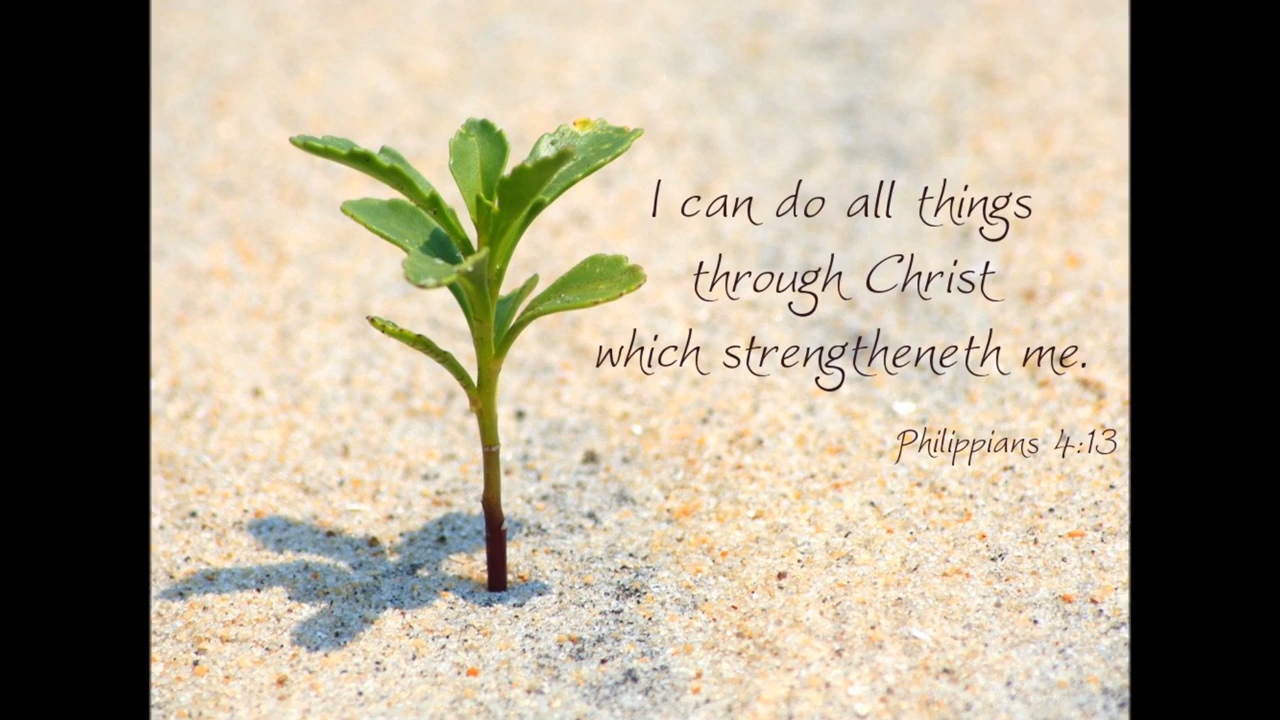 I can do all things
through Christ
which strengtheneth me.
Philippians 4:13